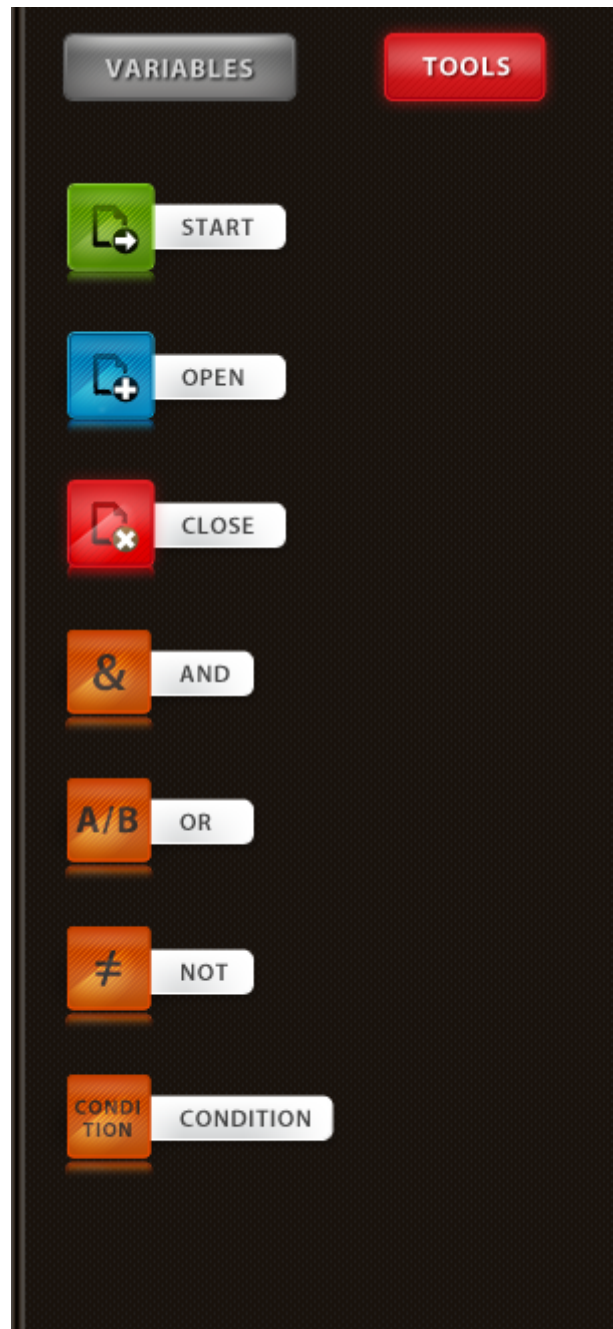 VARIABLES TOOLS
START
OPEN
CLOSE
& AND
A/B OR
≠ NOT
CONDI
TION CONDITION